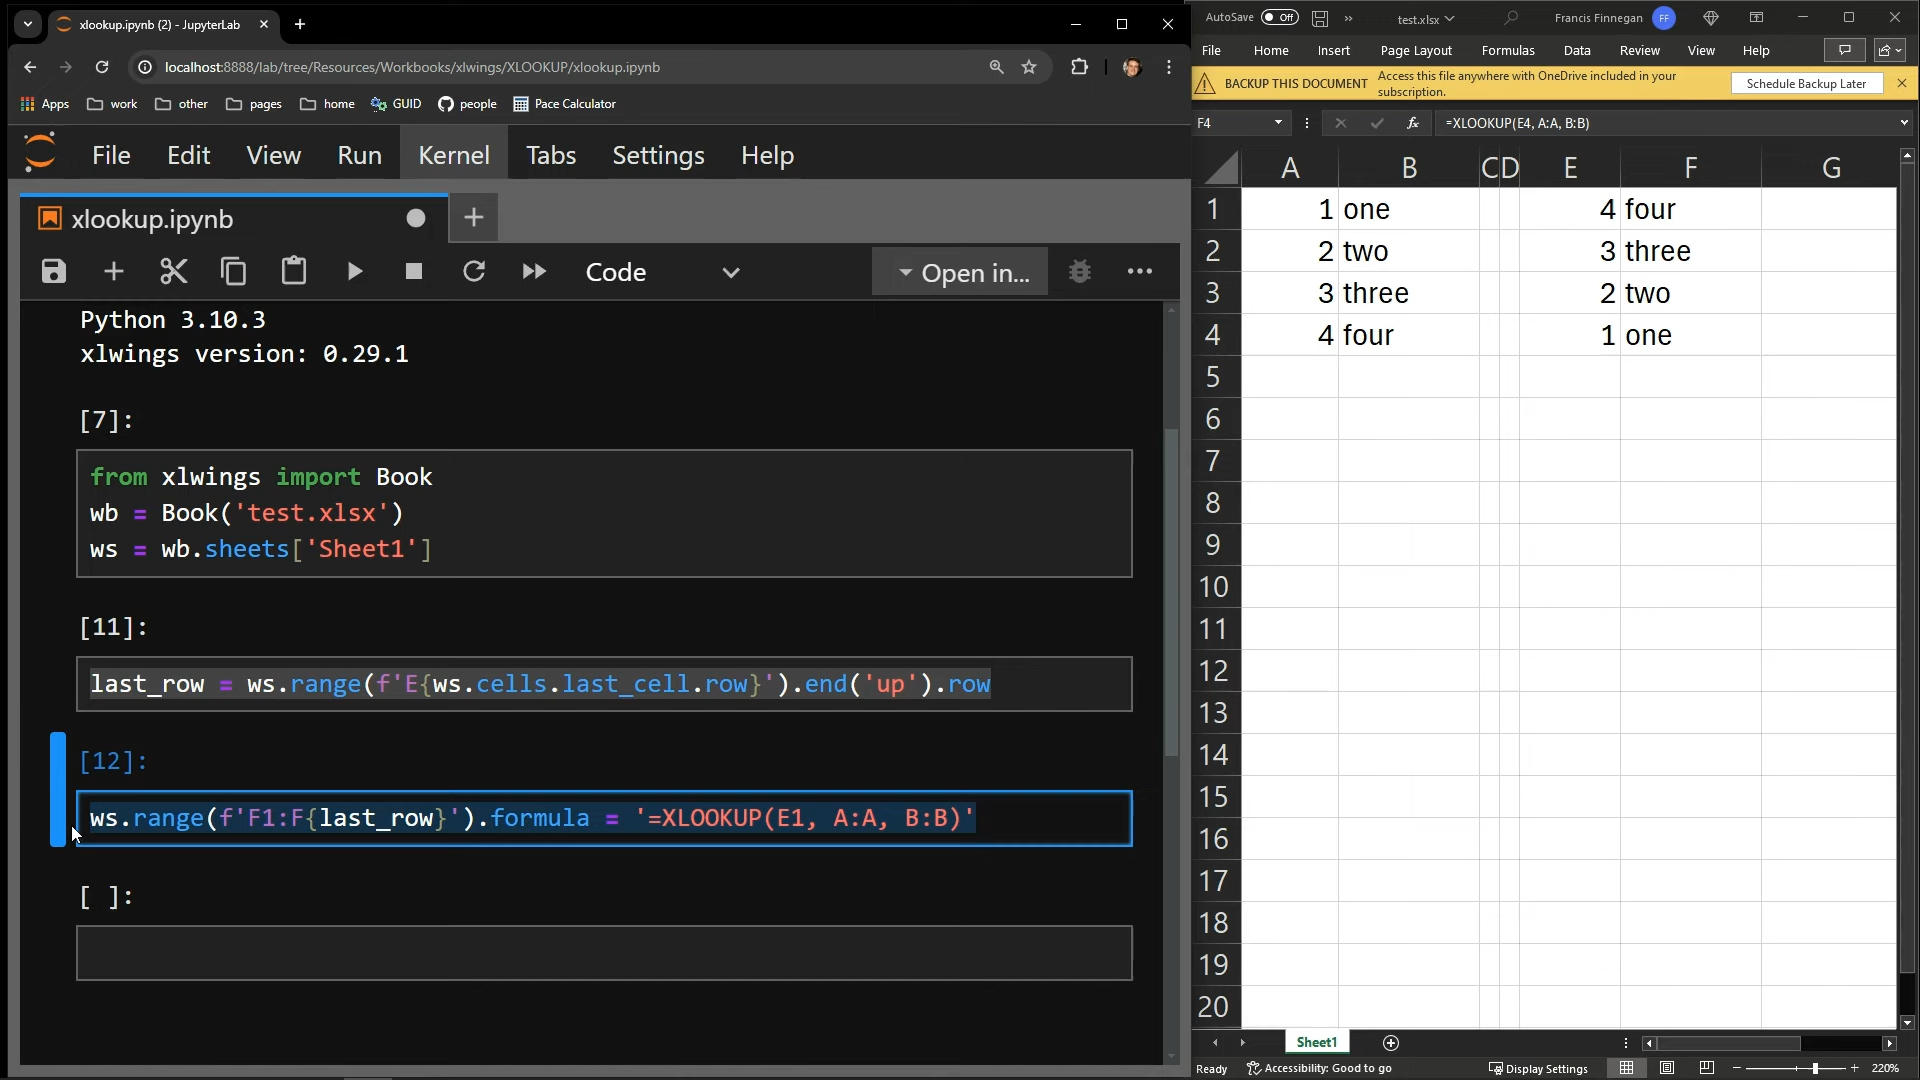 xlookup.ipynb (2) - JupyterLab
localhost:8888/lab/tree/Resources/Workbooks/xlwings/XLOOKUP/xlookup.ipynb
Apps work other pages home GUID people Pace Calculator
File Edit View Run Kernel Tabs Settings Help
xlookup.ipynb
Code
Open in...
Python 3.10.3
xlwings version: 0.29.1
[7]:
from xlwings import Book
wb = Book('test.xlsx')
ws = wb.sheets['Sheet1']
[11]:
last_row = ws.range(f'E{ws.cells.last_cell.row}').end('up').row
[12]:
ws.range(f'F1:F{last_row}').formula = '=XLOOKUP(E1, A:A, B:B)'
[ ]:
AutoSave Off test.xlsx Francis Finnegan FF
File Home Insert Page Layout Formulas Data Review View Help
BACKUP THIS DOCUMENT Access this file anywhere with OneDrive included in your subscription. Schedule Backup Later
F4 fx =XLOOKUP(E4, A:A, B:B)
A B C D E F G
1 1 one 4 four
2 2 two 3 three
3 3 three 2 two
4 4 four 1 one
5
6
7
8
9
10
11
12
13
14
15
16
17
18
19
20
Sheet1
Ready Accessibility: Good to go Display Settings 220%